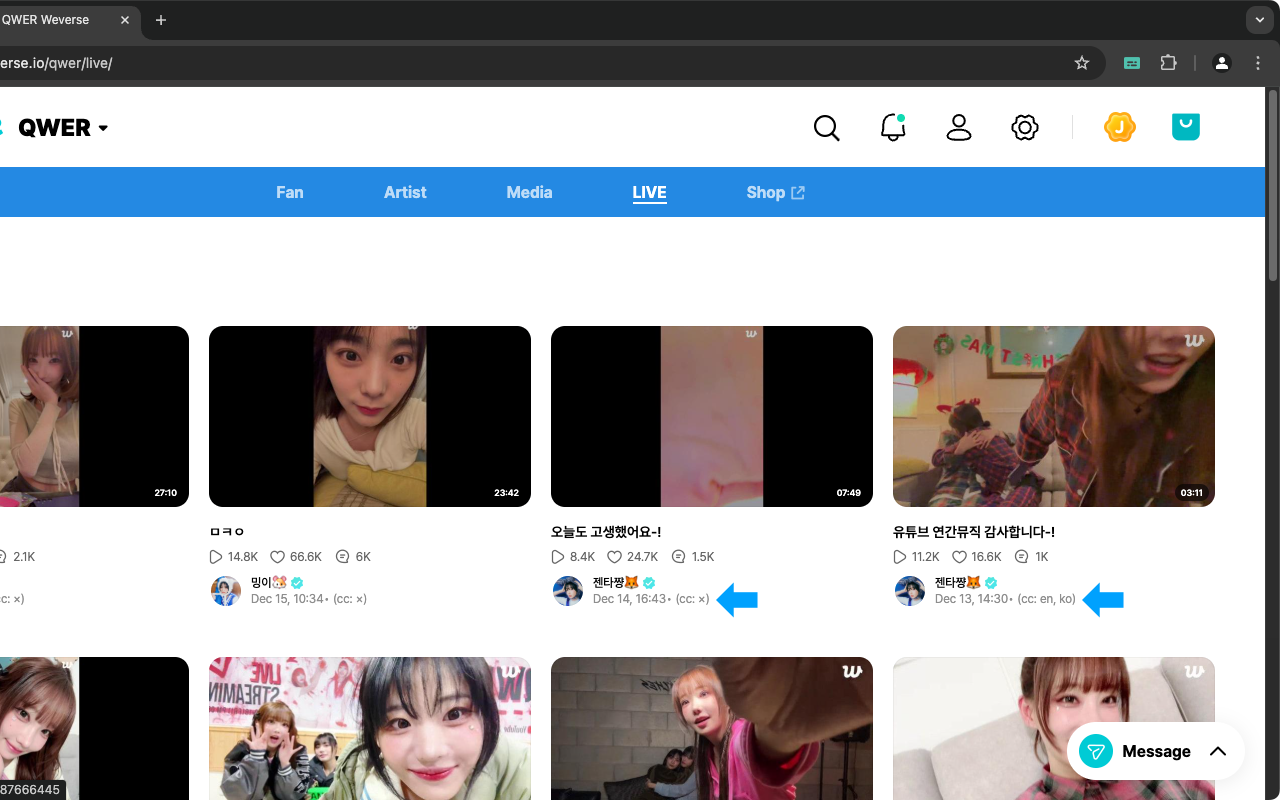 QWER Weverse
erse.io/qwer/live/
QWER
J
Fan
Artist
Media
LIVE
Shop
27:10
23:42
07:49
03:11
2.1K
cc: ×)
ㅁㅋㅇ
14.8K 66.6K 6K
밍이🐹
Dec 15, 10:34• (cc: ×)
오늘도 고생했어요-!
8.4K 24.7K 1.5K
젠타쨩🦊
Dec 14, 16:43• (cc: ×)
유튜브 연간뮤직 감사합니다-!
11.2K 16.6K 1K
젠타쨩🦊
Dec 13, 14:30• (cc: en, ko)
Message
87666445